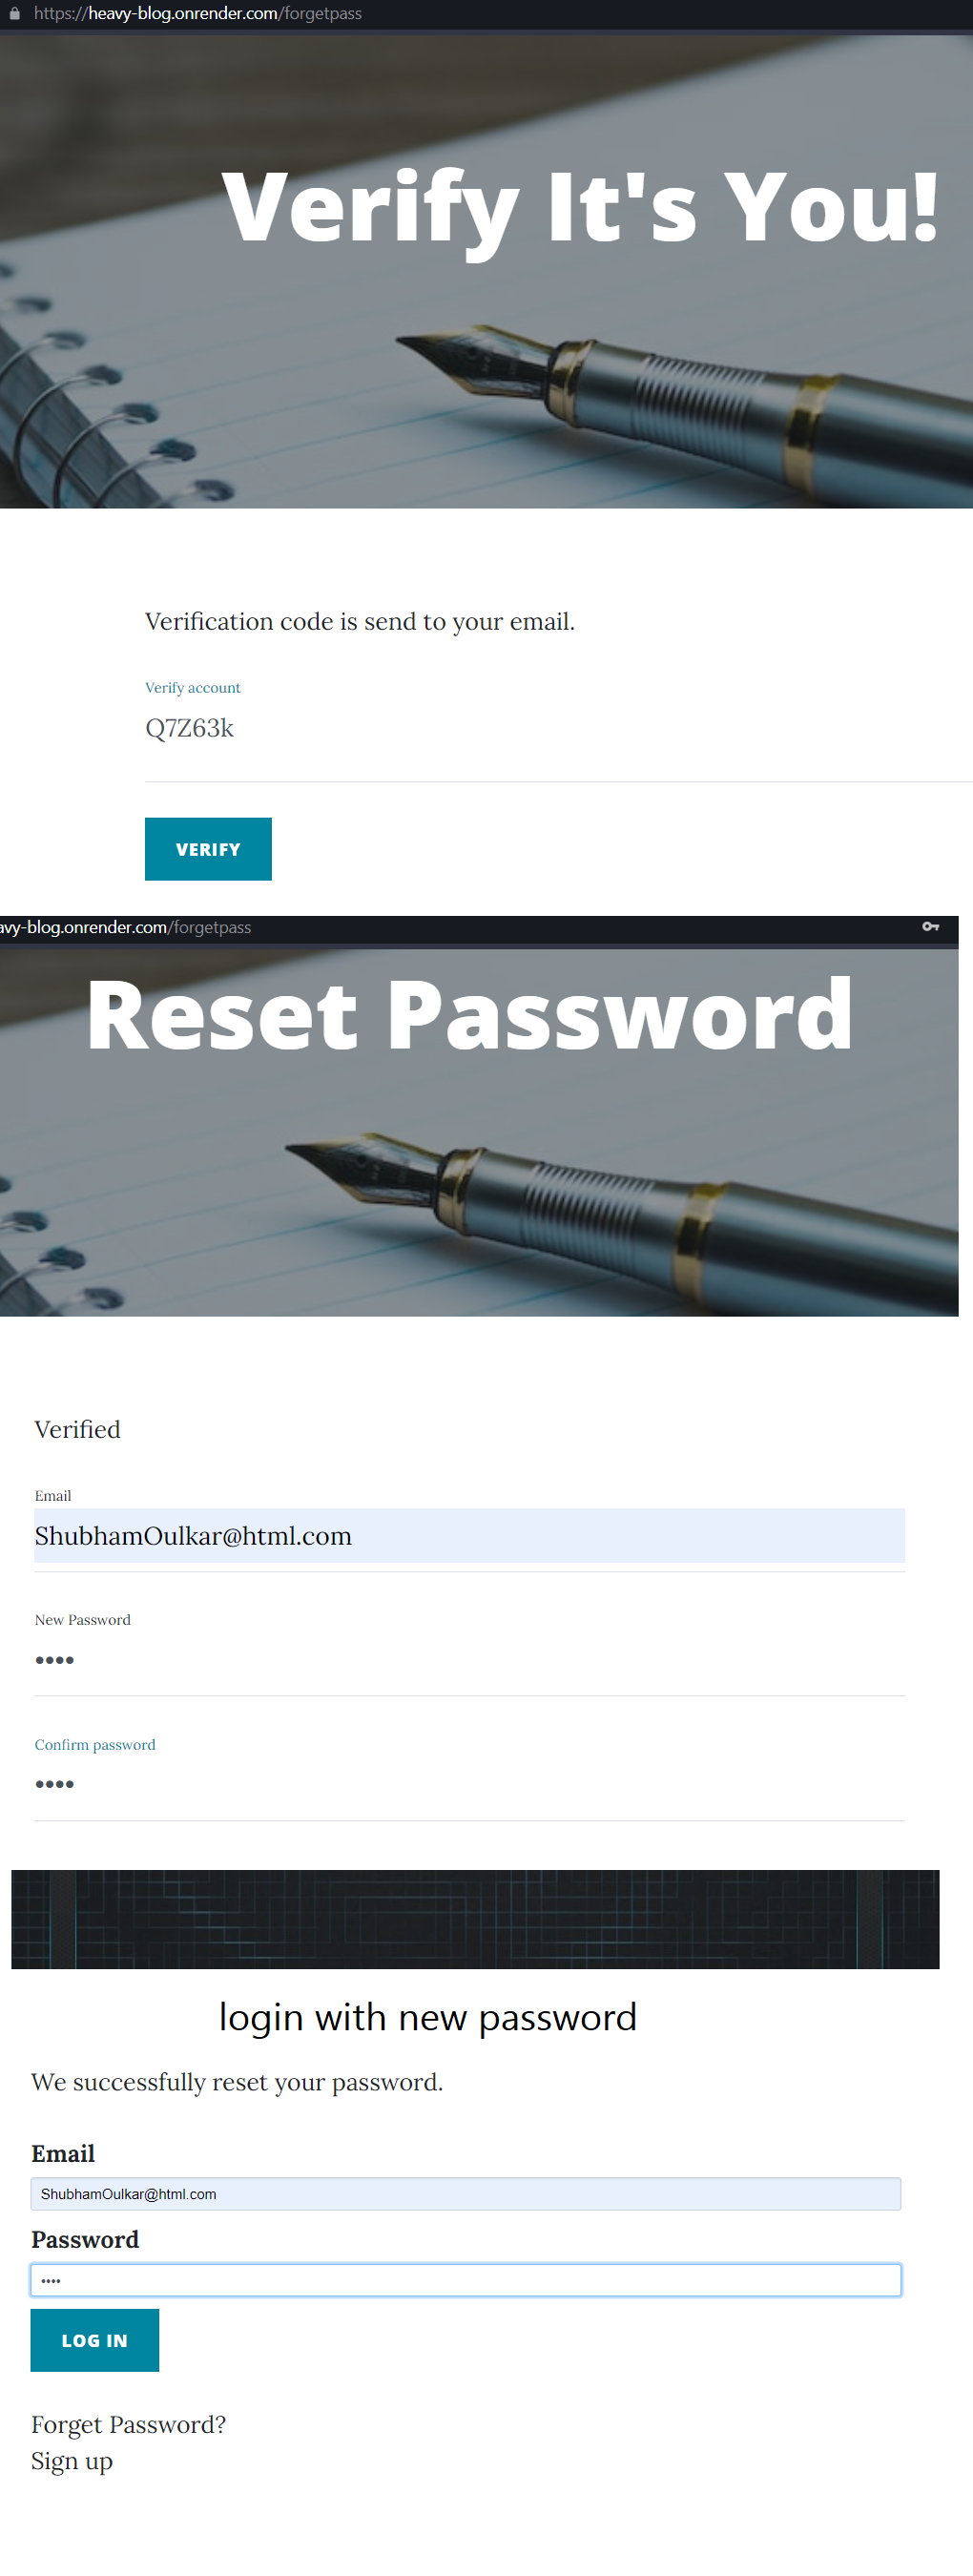 https://heavy-blog.onrender.com/forgetpass
Verify It's You!
Verification code is send to your email.
Verify account
Q7Z63k
VERIFY
avy-blog.onrender.com/forgetpass
Reset Password
Verified
Email
ShubhamOulkar@html.com
New Password
••••
Confirm password
••••
login with new password
We successfully reset your password.
Email
ShubhamOulkar@html.com
Password
••••
LOG IN
Forget Password?
Sign up